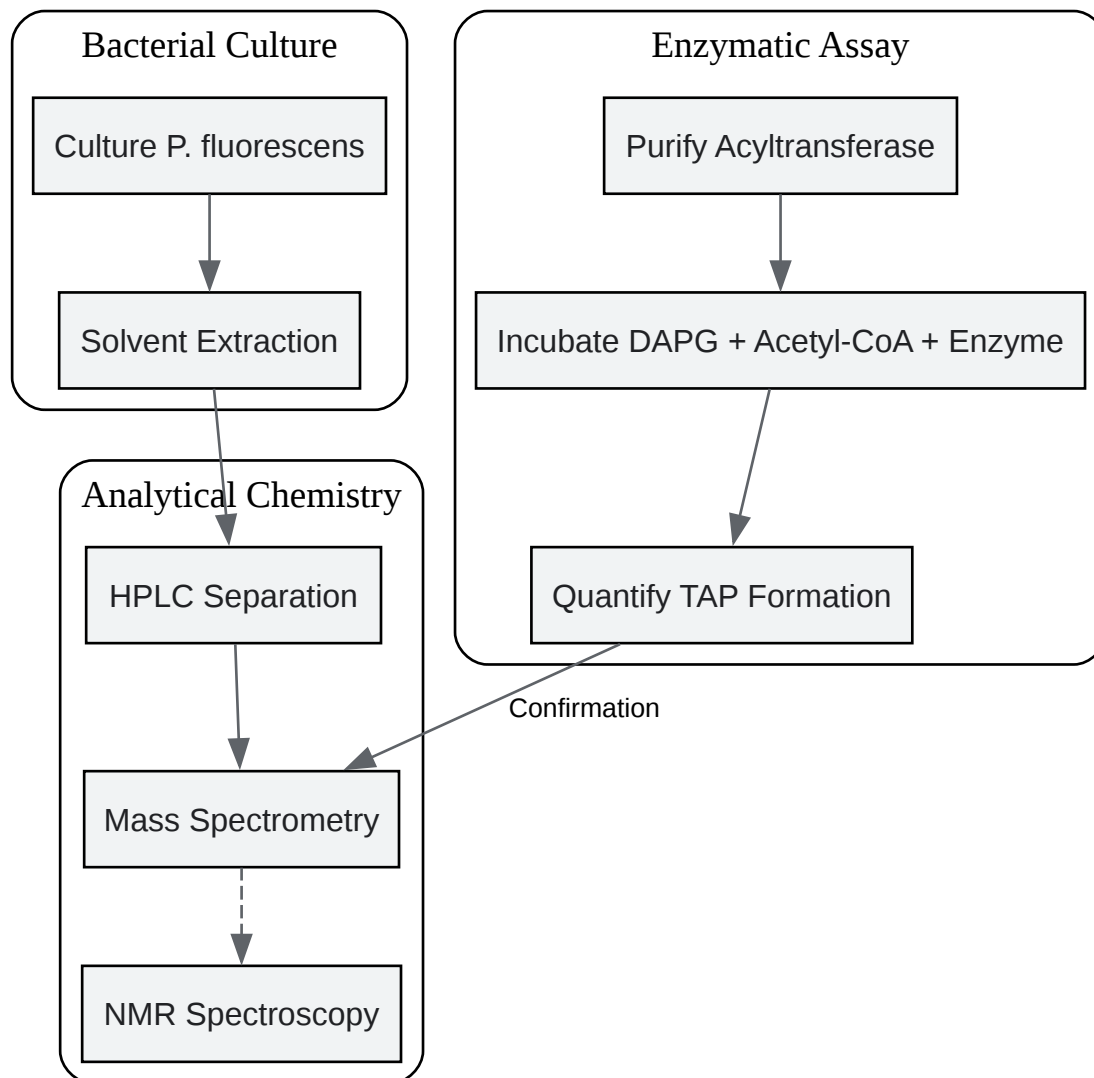 Bacterial Culture
Culture P. fluorescens
Solvent Extraction
Enzymatic Assay
Purify Acyltransferase
Incubate DAPG + Acetyl-CoA + Enzyme
Quantify TAP Formation
Confirmation
Analytical Chemistry
HPLC Separation
Mass Spectrometry
NMR Spectroscopy